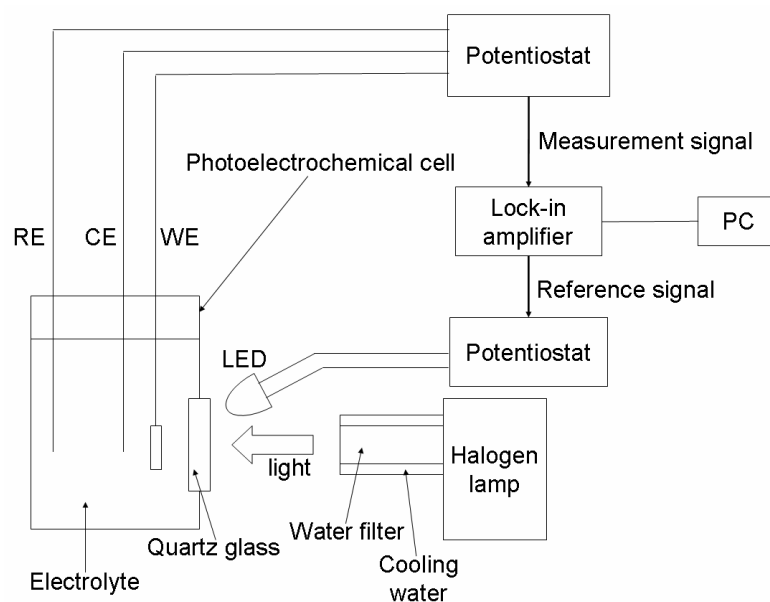 Potentiostat
Measurement signal
Photoelectrochemical cell
Lock-in
amplifier
PC
RE
CE
WE
Reference signal
LED
Potentiostat
light
Halogen
lamp
Water filter
Quartz glass
Cooling
water
Electrolyte